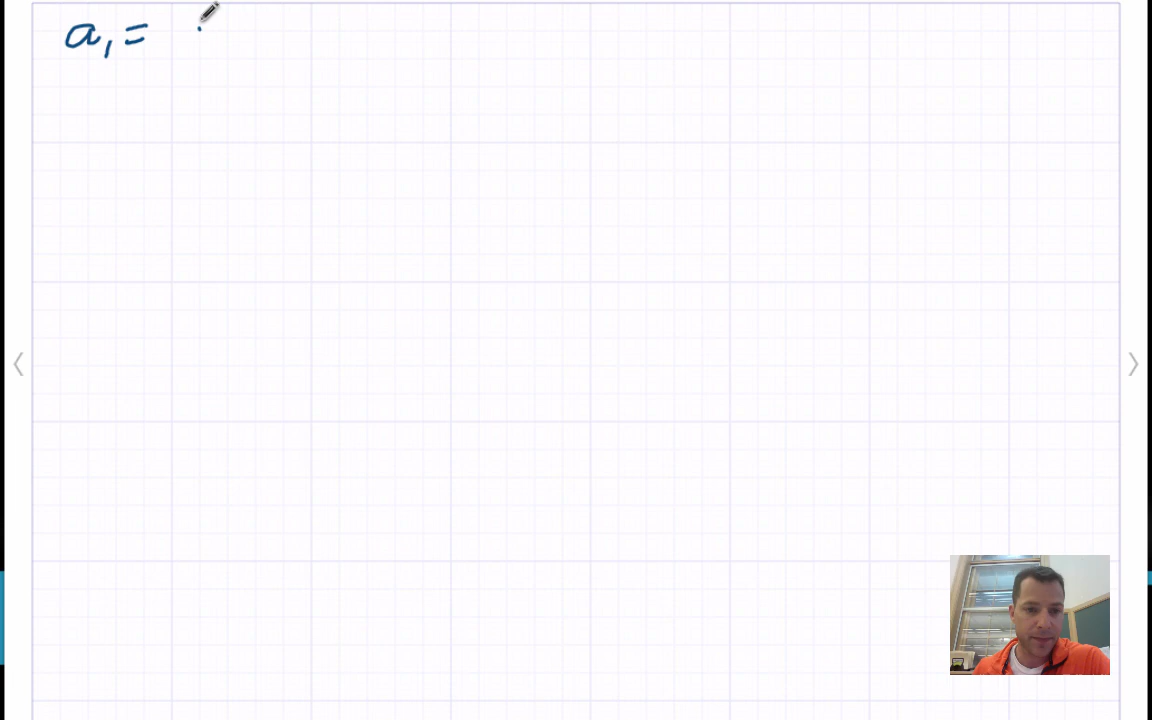 a₁ =